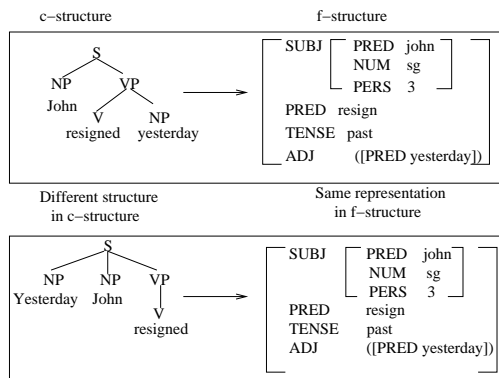 c-structure f-structure
S
NP VP
John
V NP
resigned yesterday
SUBJ PRED john
NUM sg
PERS 3
PRED resign
TENSE past
ADJ ([PRED yesterday])
Different structure
in c-structure
Same representation
in f-structure
S
NP NP VP
Yesterday John
V
resigned
SUBJ PRED john
NUM sg
PERS 3
PRED resign
TENSE past
ADJ ([PRED yesterday])